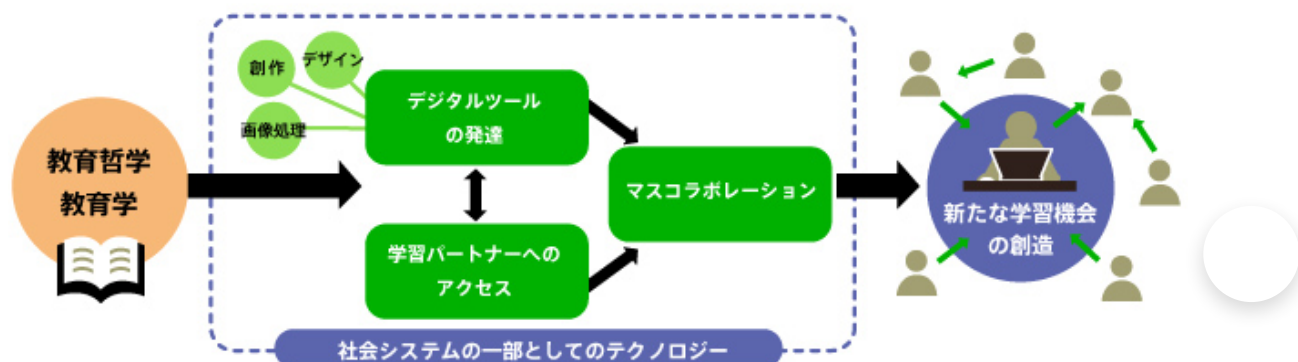 教育哲学
教育学
創作
デザイン
画像処理
デジタルツール
の発達
学習パートナーへの
アクセス
マスコラボレーション
新たな学習機会
の創造
社会システムの一部としてのテクノロジー